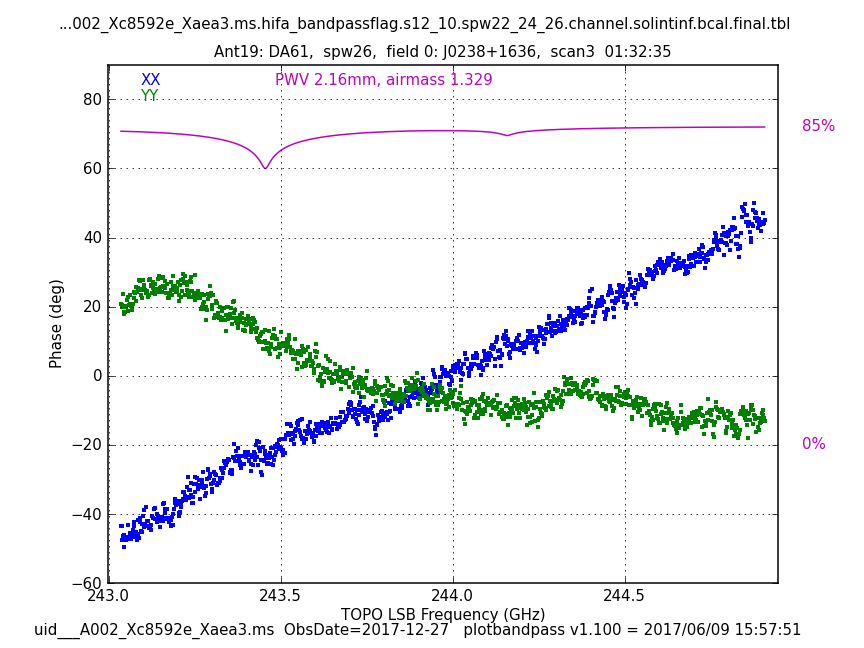 ...002_Xc8592e_Xaea3.ms.hifa_bandpassflag.s12_10.spw22_24_26.channel.solintinf.bcal.final.tbl
Ant19: DA61, spw26, field 0: J0238+1636, scan3 01:32:35
XX
YY
PWV 2.16mm, airmass 1.329
85%
0%
80
60
40
20
0
−20
−40
−60
Phase (deg)
243.0 243.5 244.0 244.5
TOPO LSB Frequency (GHz)
uid___A002_Xc8592e_Xaea3.ms ObsDate=2017-12-27 plotbandpass v1.100 = 2017/06/09 15:57:51